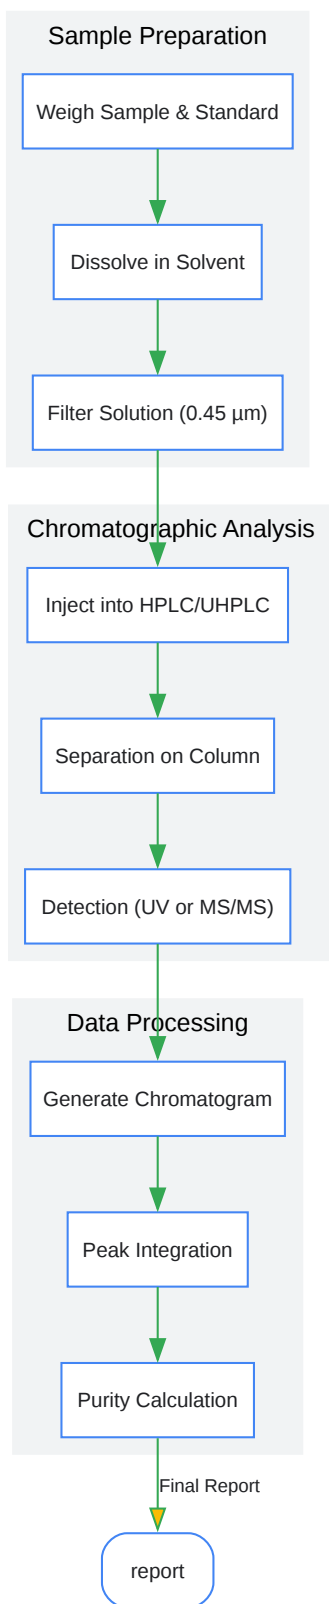 Sample Preparation
Weigh Sample & Standard
Dissolve in Solvent
Filter Solution (0.45 µm)
Chromatographic Analysis
Inject into HPLC/UHPLC
Separation on Column
Detection (UV or MS/MS)
Data Processing
Generate Chromatogram
Peak Integration
Purity Calculation
Final Report
report